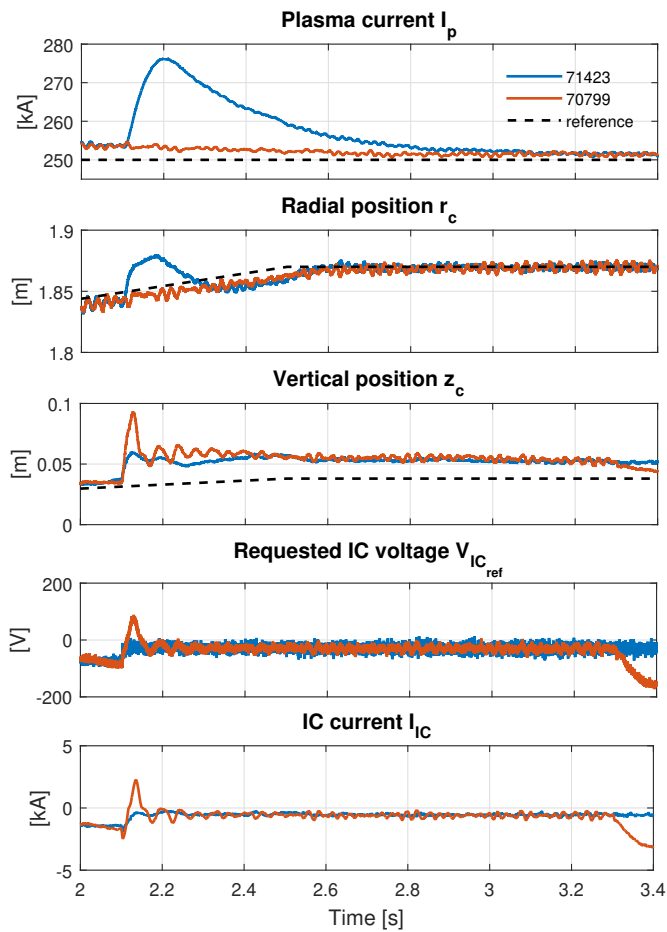 Plasma current I_p
280
270
260
250
[kA]
71423
70799
reference
Radial position r_c
1.9
1.85
1.8
[m]
Vertical position z_c
0.1
0.05
0
[m]
Requested IC voltage V_IC_ref
200
0
-200
[V]
IC current I_IC
5
0
-5
[kA]
2 2.2 2.4 2.6 2.8 3 3.2 3.4
Time [s]